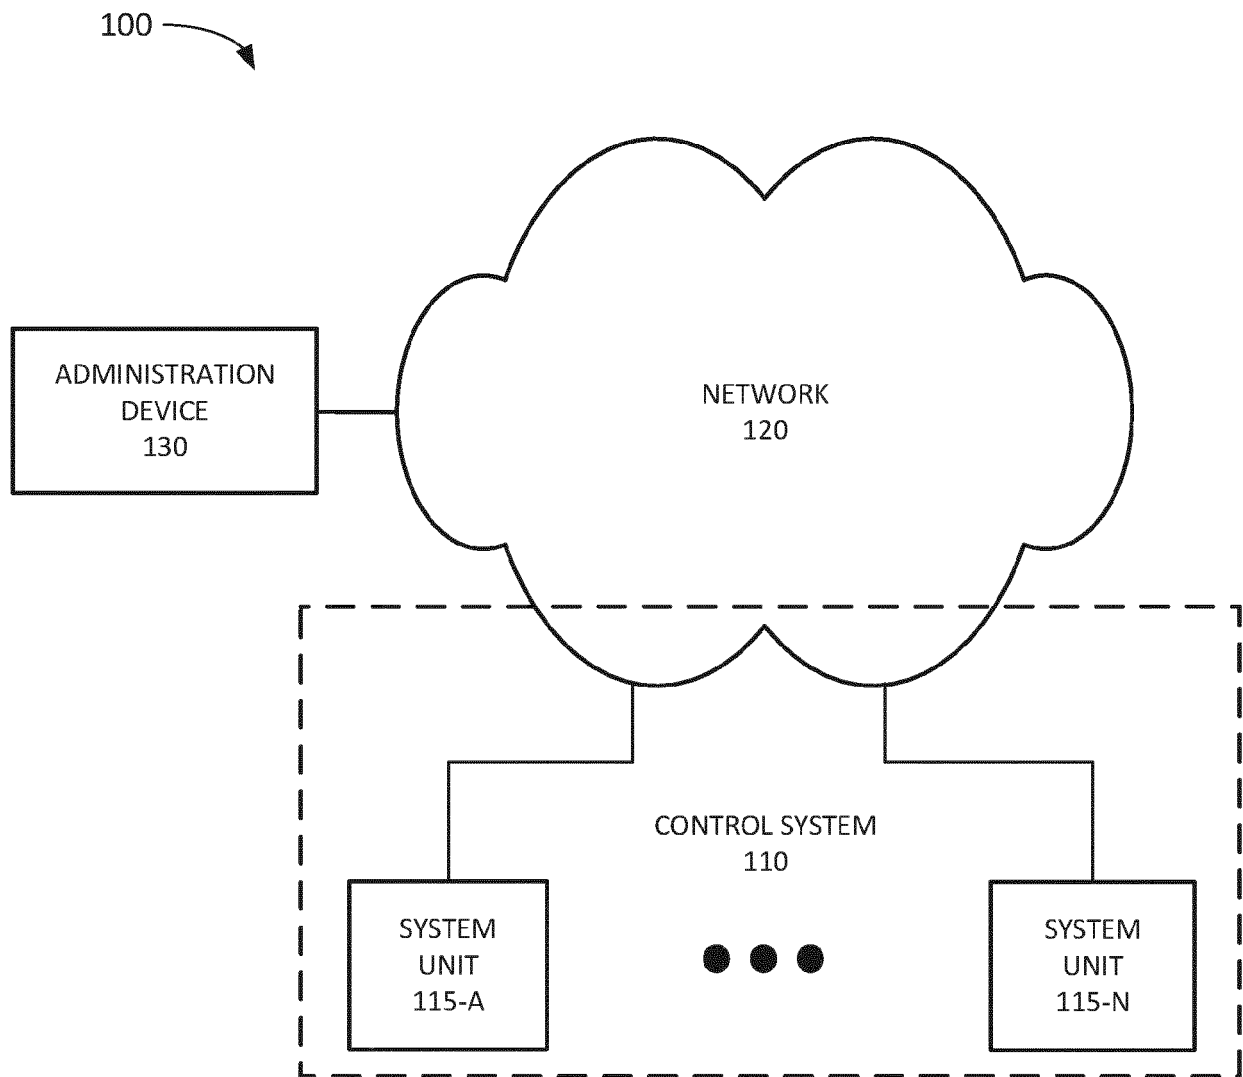 100
ADMINISTRATION
DEVICE
130
NETWORK
120
CONTROL SYSTEM
110
SYSTEM
UNIT
115-A
SYSTEM
UNIT
115-N